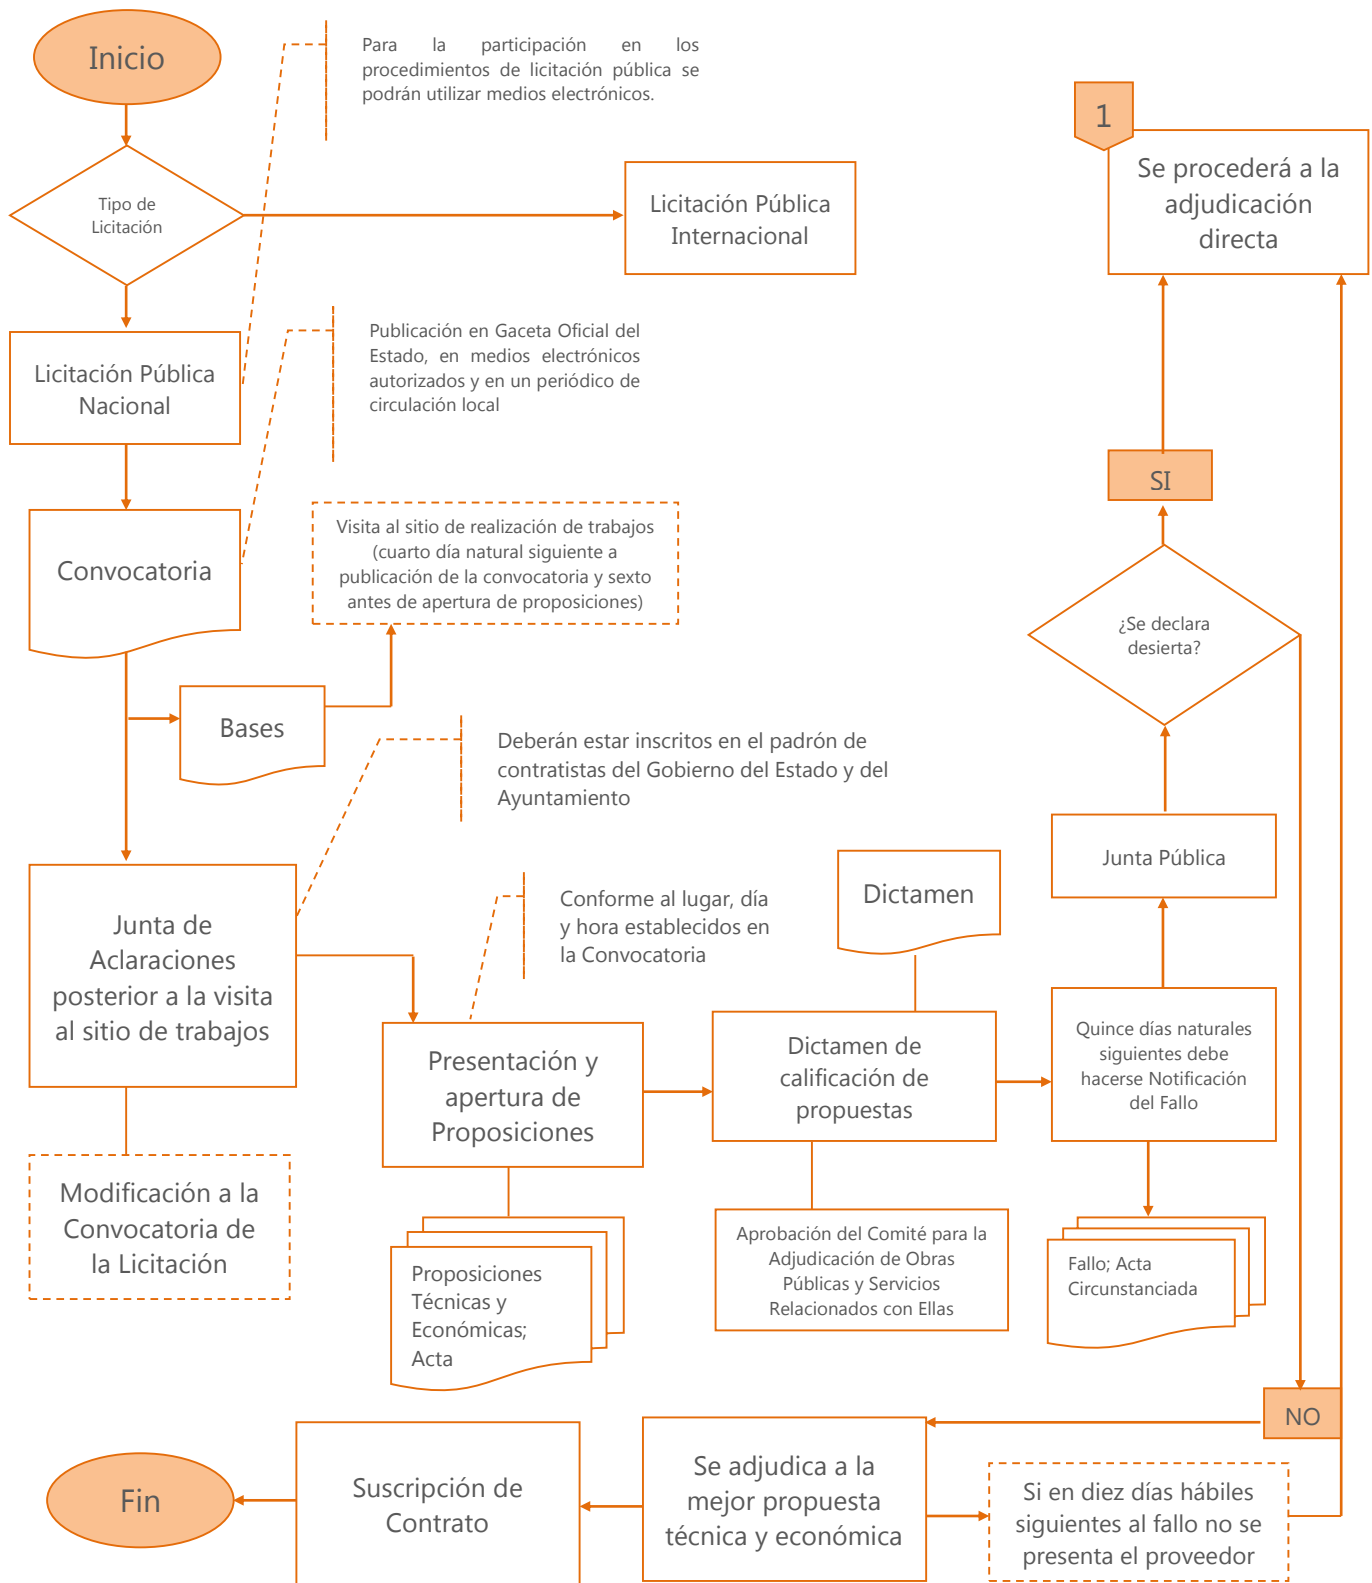 Inicio
Para la participación en los
procedimientos de licitación pública se
podrán utilizar medios electrónicos.
1
Se procederá a la
adjudicación
directa
Tipo de
Licitación
Licitación Pública
Internacional
Licitación Pública
Nacional
Publicación en Gaceta Oficial del
Estado, en medios electrónicos
autorizados y en un periódico de
circulación local
SI
Convocatoria
Visita al sitio de realización de trabajos
(cuarto día natural siguiente a
publicación de la convocatoria y sexto
antes de apertura de proposiciones)
¿Se declara
desierta?
Bases
Deberán estar inscritos en el padrón de
contratistas del Gobierno del Estado y del
Ayuntamiento
Junta Pública
Junta de
Aclaraciones
posterior a la visita
al sitio de trabajos
Conforme al lugar, día
y hora establecidos en
la Convocatoria
Dictamen
Presentación y
apertura de
Proposiciones
Dictamen de
calificación de
propuestas
Quince días naturales
siguientes debe
hacerse Notificación
del Fallo
Modificación a la
Convocatoria de
la Licitación
Proposiciones
Técnicas y
Económicas;
Acta
Aprobación del Comité para la
Adjudicación de Obras
Públicas y Servicios
Relacionados con Ellas
Fallo; Acta
Circunstanciada
NO
Fin
Suscripción de
Contrato
Se adjudica a la
mejor propuesta
técnica y económica
Si en diez días hábiles
siguientes al fallo no se
presenta el proveedor